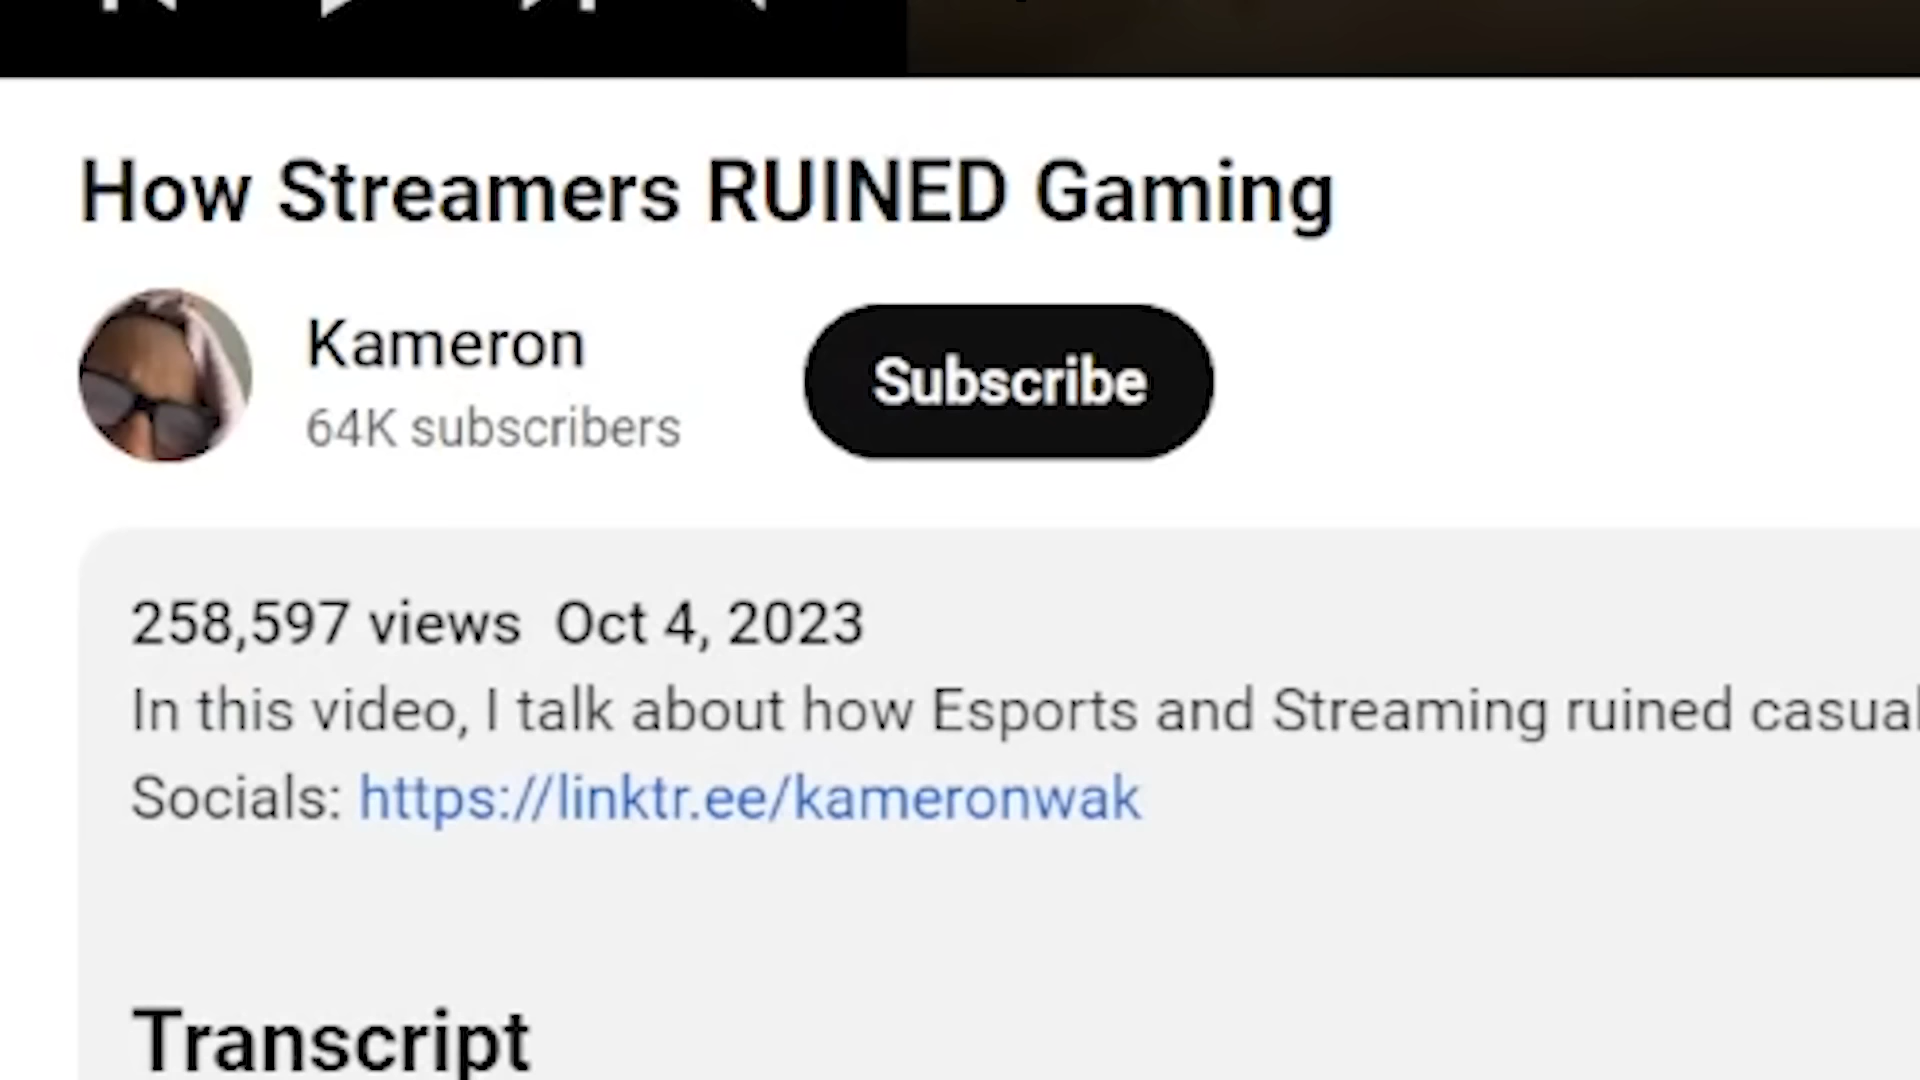 How Streamers RUINED Gaming
Kameron
Subscribe
64K subscribers
258,597 views Oct 4, 2023
In this video, I talk about how Esports and Streaming ruined casual
Socials: https://linktr.ee/kameronwak
Transcript